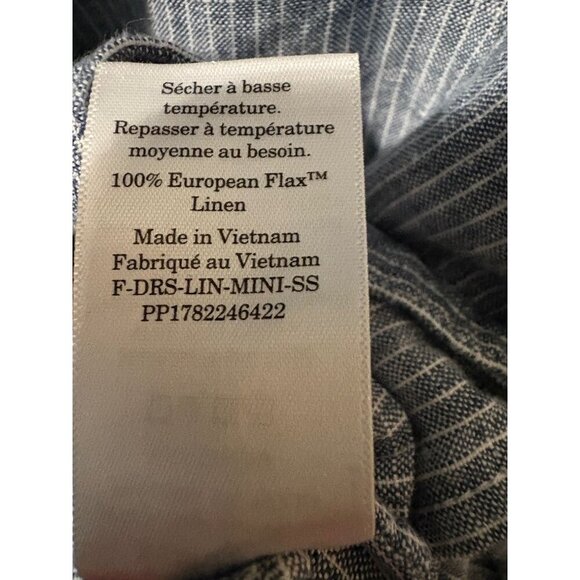 Sécher à basse
température.
Repasser à température
moyenne au besoin.
100% European Flax™
Linen
Made in Vietnam
Fabriqué au Vietnam
F-DRS-LIN-MINI-SS
PP1782246422